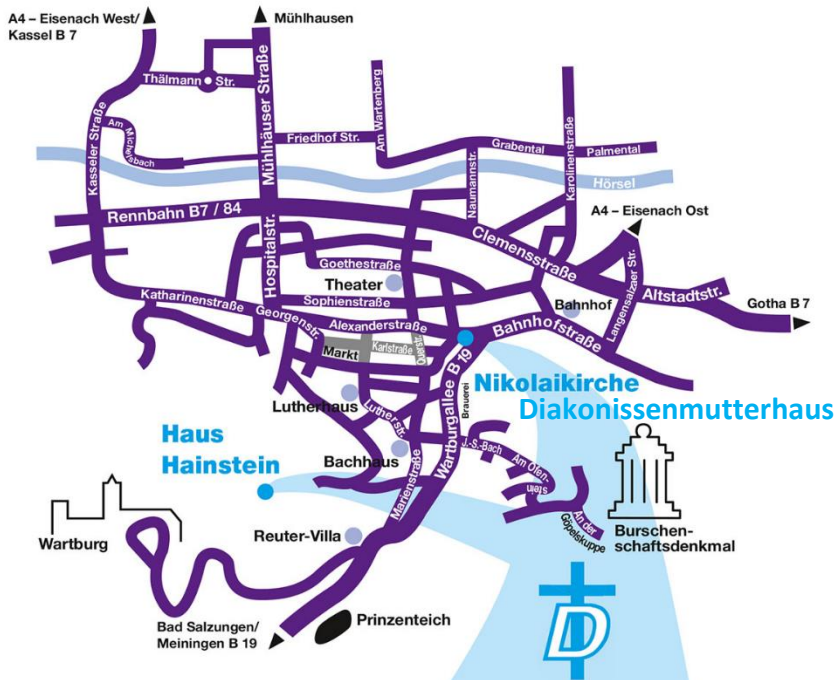 A4 – Eisenach West/
Kassel B 7
Mühlhausen
Thälmann Str.
Kasseler Straße
Am Michelsbach
Mühlhäuser Straße
Friedhof Str.
Am Wartenberg
Grabental
Palmental
Naumannstr.
Karolinenstraße
Hörsel
Rennbahn B7 / 84
Hospitalstr.
A4 – Eisenach Ost
Clemensstraße
Goethestraße
Theater
Sophienstraße
Bahnhof
Langensalzaer Str.
Altstadtstr.
Gotha B 7
Katharinenstraße
Georgenstr.
Alexanderstraße
Bahnhofstraße
Markt
Karlstraße
Querstr.
Wartburgallee B 19
Brauerei
Nikolaikirche
Diakonissenmutterhaus
Lutherhaus
Lutherstr.
Haus
Hainstein
Bachhaus
J.-S.-Bach
Am Ofen-
stein
Marienstraße
An der
Göpelskuppe
Burschen-
schaftsdenkmal
Wartburg
Reuter-Villa
Prinzenteich
Bad Salzungen/
Meiningen B 19
D